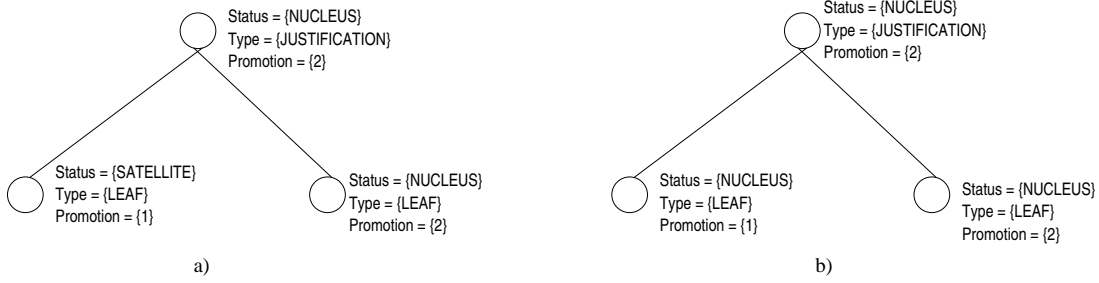 Status = {NUCLEUS}
Type = {JUSTIFICATION}
Promotion = {2}
Status = {SATELLITE}
Type = {LEAF}
Promotion = {1}
Status = {NUCLEUS}
Type = {LEAF}
Promotion = {2}
a)
Status = {NUCLEUS}
Type = {JUSTIFICATION}
Promotion = {2}
Status = {NUCLEUS}
Type = {LEAF}
Promotion = {1}
Status = {NUCLEUS}
Type = {LEAF}
Promotion = {2}
b)